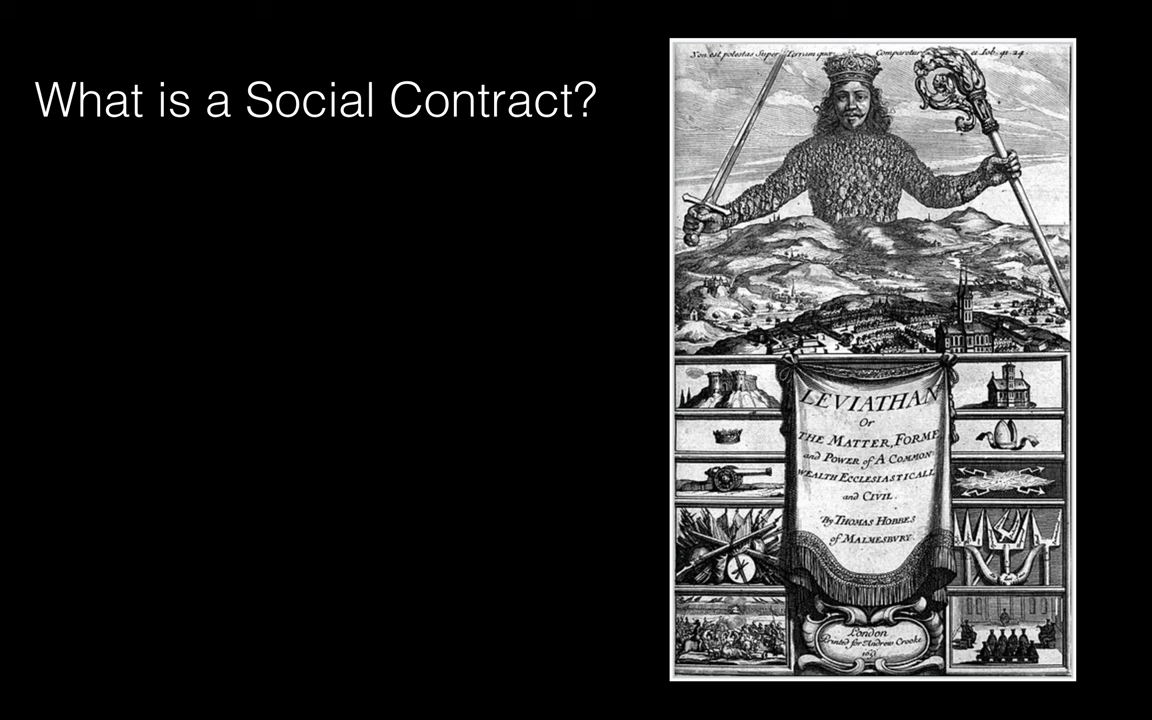 What is a Social Contract?
Non est potestas Super Terram quæ Comparetur ei Iob. 41. 24.
LEVIATHAN
Or
THE MATTER, FORME
and POWER of A COMMON
WEALTH ECCLESIASTICALL
and CIVIL.
By THOMAS HOBBES
of MALMESBVRY.
London
Printed for Andrew Crooke
1651